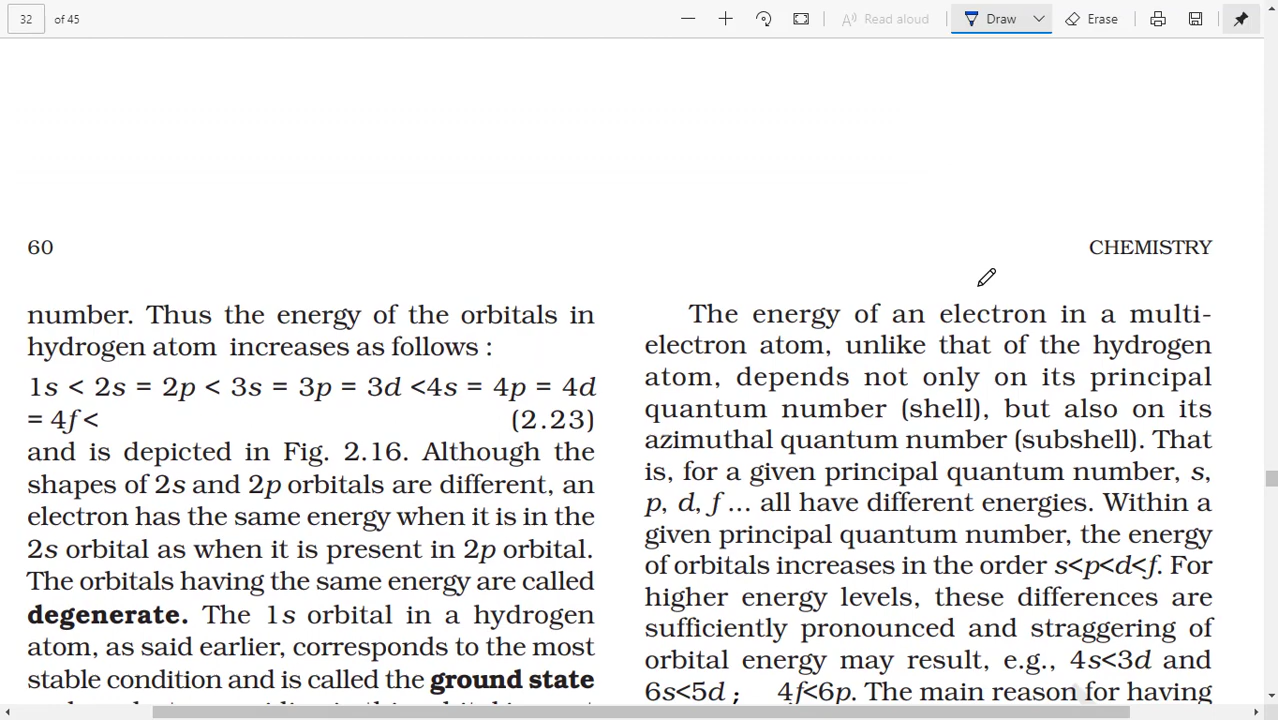 32 of 45 Read aloud Draw Erase
60 CHEMISTRY
number. Thus the energy of the orbitals in
hydrogen atom increases as follows :
1s < 2s = 2p < 3s = 3p = 3d <4s = 4p = 4d
= 4f < (2.23)
and is depicted in Fig. 2.16. Although the
shapes of 2s and 2p orbitals are different, an
electron has the same energy when it is in the
2s orbital as when it is present in 2p orbital.
The orbitals having the same energy are called
degenerate. The 1s orbital in a hydrogen
atom, as said earlier, corresponds to the most
stable condition and is called the ground state
The energy of an electron in a multi-
electron atom, unlike that of the hydrogen
atom, depends not only on its principal
quantum number (shell), but also on its
azimuthal quantum number (subshell). That
is, for a given principal quantum number, s,
p, d, f ... all have different energies. Within a
given principal quantum number, the energy
of orbitals increases in the order s<p<d<f. For
higher energy levels, these differences are
sufficiently pronounced and straggering of
orbital energy may result, e.g., 4s<3d and
6s<5d ; 4f<6p. The main reason for having